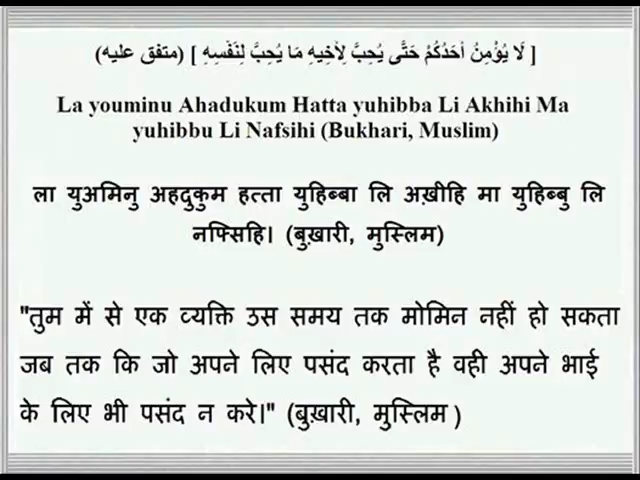 [ لَا يُؤْمِنُ أَحَدُكُمْ حَتَّى يُحِبَّ لِأَخِيهِ مَا يُحِبَّ لِنَفْسِهِ ] (متفق عليه)
La youminu Ahadukum Hatta yuhibba Li Akhihi Ma
yuhibbu Li Nafsihi (Bukhari, Muslim)
ला युअमिनु अहदुकुम हत्ता युहिब्बा लि अख़ीहि मा युहिब्बु लि
नफ्सिहि। (बुख़ारी, मुस्लिम)
"तुम में से एक व्यक्ति उस समय तक मोमिन नहीं हो सकता
जब तक कि जो अपने लिए पसंद करता है वही अपने भाई
के लिए भी पसंद न करे।" (बुख़ारी, मुस्लिम )